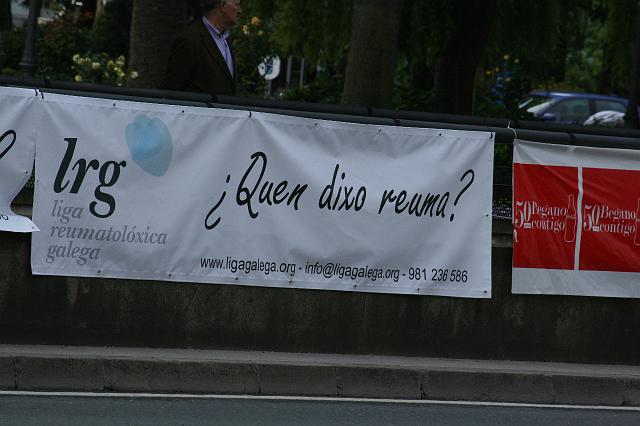 lrg
liga
reumatolóxica
galega
¿Quen dixo reuma?
www.ligagalega.org - info@ligagalega.org - 981 236 586
50 Begano
contigo
50 Begano
contigo